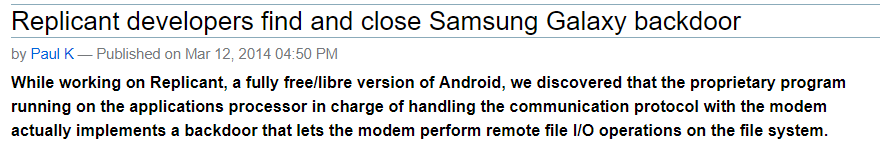 Replicant developers find and close Samsung Galaxy backdoor
by Paul K — Published on Mar 12, 2014 04:50 PM
While working on Replicant, a fully free/libre version of Android, we discovered that the proprietary program
running on the applications processor in charge of handling the communication protocol with the modem
actually implements a backdoor that lets the modem perform remote file I/O operations on the file system.